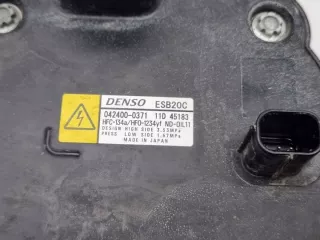 DENSO ESB20C
042400-0371 11D 45183
HFC-134a/HFO-1234yf ND-OIL11
DESIGN HIGH SIDE 3.53MPa
PRESS LOW SIDE 1.67MPa
MADE IN JAPAN